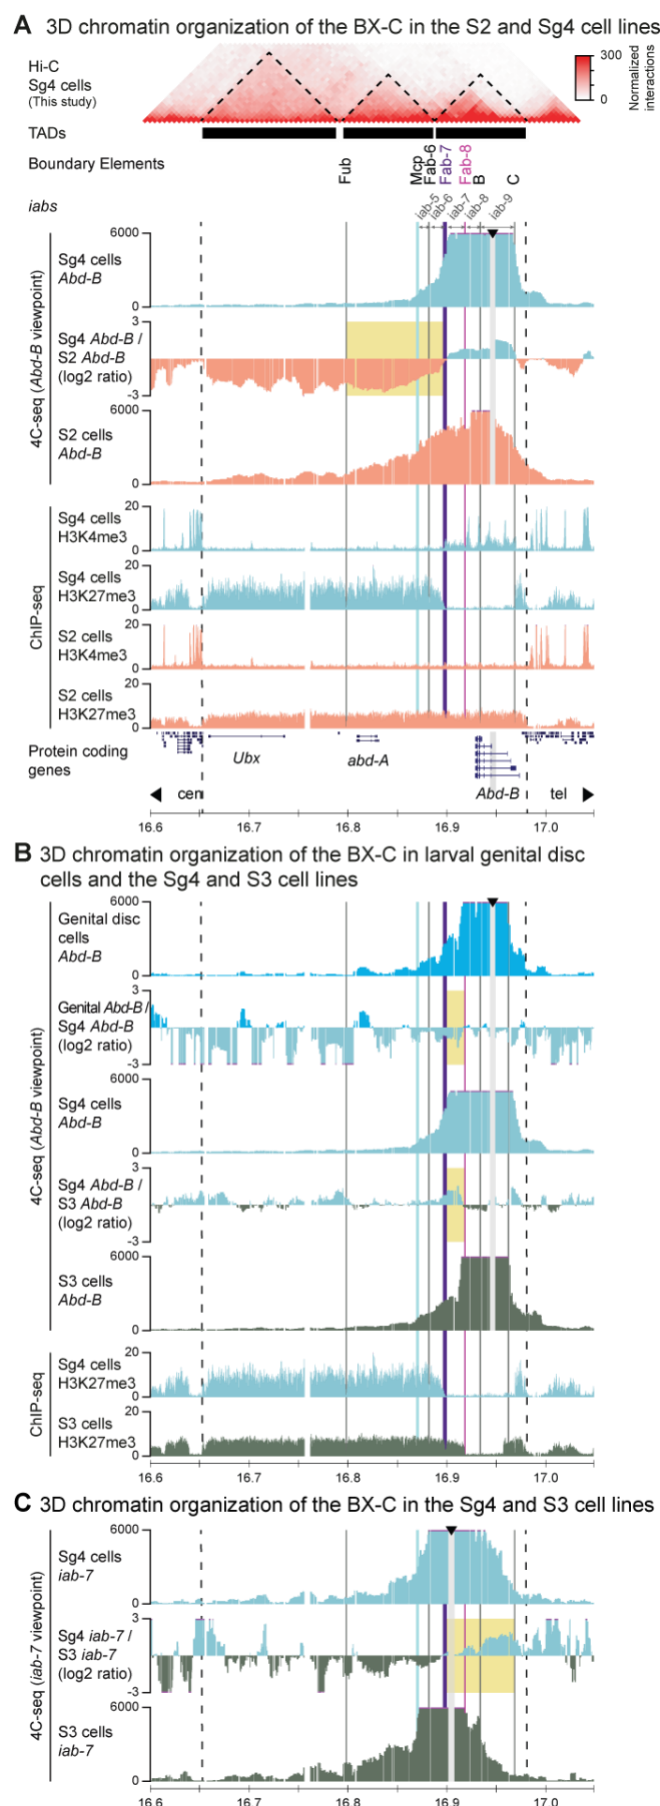 A 3D chromatin organization of the BX-C in the S2 and Sg4 cell lines
Hi-C
Sg4 cells
(This study)
300
0
Normalized
interactions
TADs
Boundary Elements
Fub
Mcp
Fab-6
Fab-7
Fab-8
B
C
iabs
iab-5
iab-6
iab-7
iab-8
iab-9
4C-seq (Abd-B viewpoint)
6000
Sg4 cells
Abd-B
0
3
Sg4 Abd-B /
S2 Abd-B
(log2 ratio)
-3
6000
S2 cells
Abd-B
0
ChIP-seq
20
Sg4 cells
H3K4me3
0
20
Sg4 cells
H3K27me3
0
20
S2 cells
H3K4me3
0
20
S2 cells
H3K27me3
0
Protein coding
genes
Ubx
abd-A
Abd-B
cen
tel
16.6 16.7 16.8 16.9 17.0
B 3D chromatin organization of the BX-C in larval genital disc
cells and the Sg4 and S3 cell lines
4C-seq (Abd-B viewpoint)
6000
Genital disc
cells
Abd-B
0
3
Genital Abd-B /
Sg4 Abd-B
(log2 ratio)
-3
6000
Sg4 cells
Abd-B
0
3
Sg4 Abd-B /
S3 Abd-B
(log2 ratio)
-3
6000
S3 cells
Abd-B
0
ChIP-seq
20
Sg4 cells
H3K27me3
0
20
S3 cells
H3K27me3
0
16.6 16.7 16.8 16.9 17.0
C 3D chromatin organization of the BX-C in the Sg4 and S3 cell lines
4C-seq (iab-7 viewpoint)
6000
Sg4 cells
iab-7
0
3
Sg4 iab-7 /
S3 iab-7
(log2 ratio)
-3
6000
S3 cells
iab-7
0
16.6 16.7 16.8 16.9 17.0